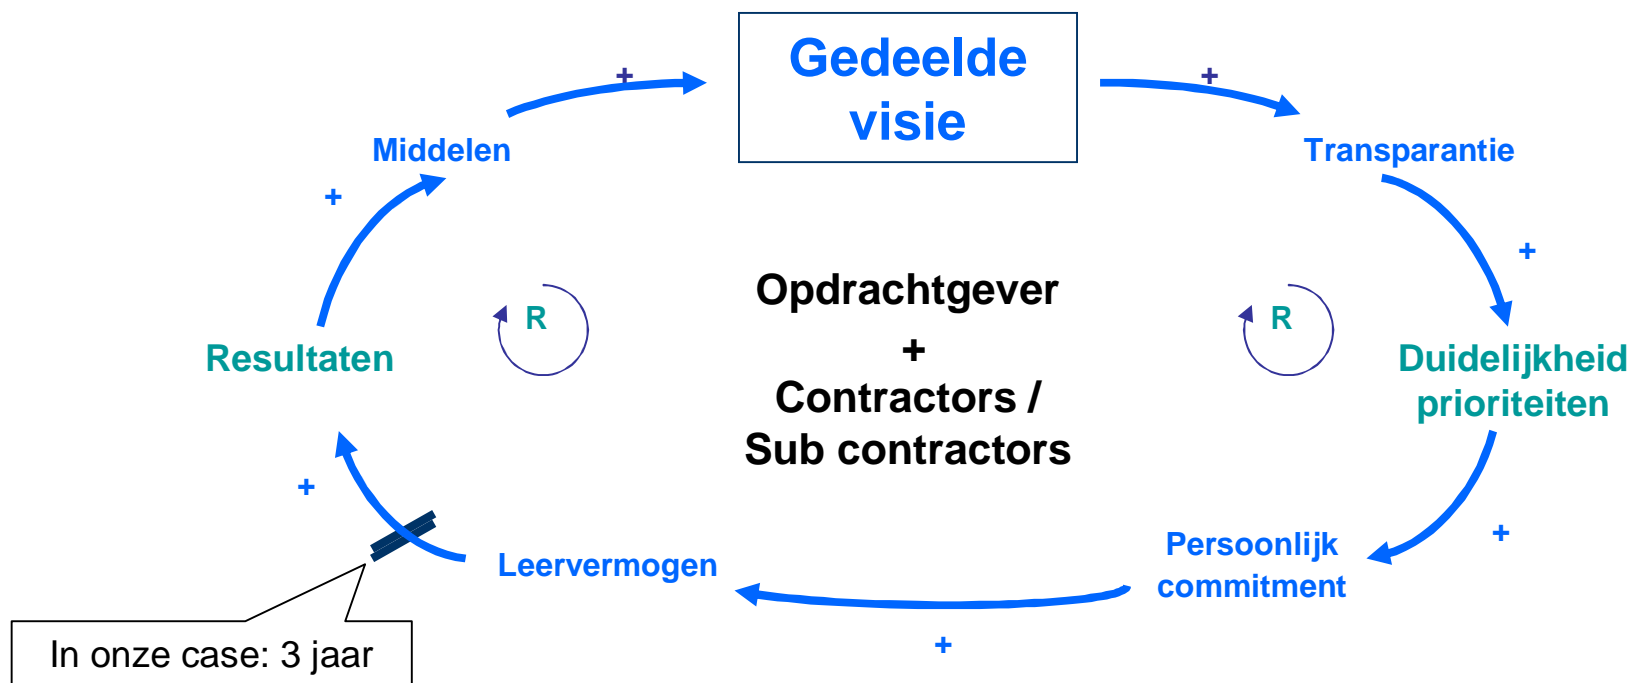 Gedeelde
visie
+
+
Middelen
Transparantie
+
+
R
Opdrachtgever
+
Contractors /
Sub contractors
R
Resultaten
Duidelijkheid
prioriteiten
+
+
Leervermogen
Persoonlijk
commitment
+
In onze case: 3 jaar